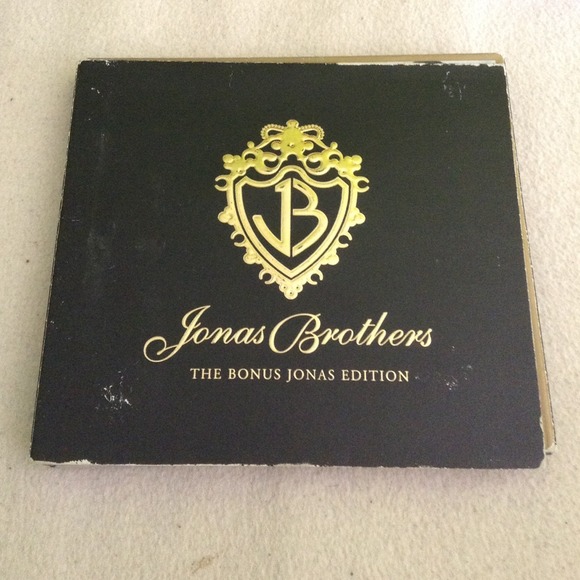 JB
Jonas Brothers
THE BONUS JONAS EDITION